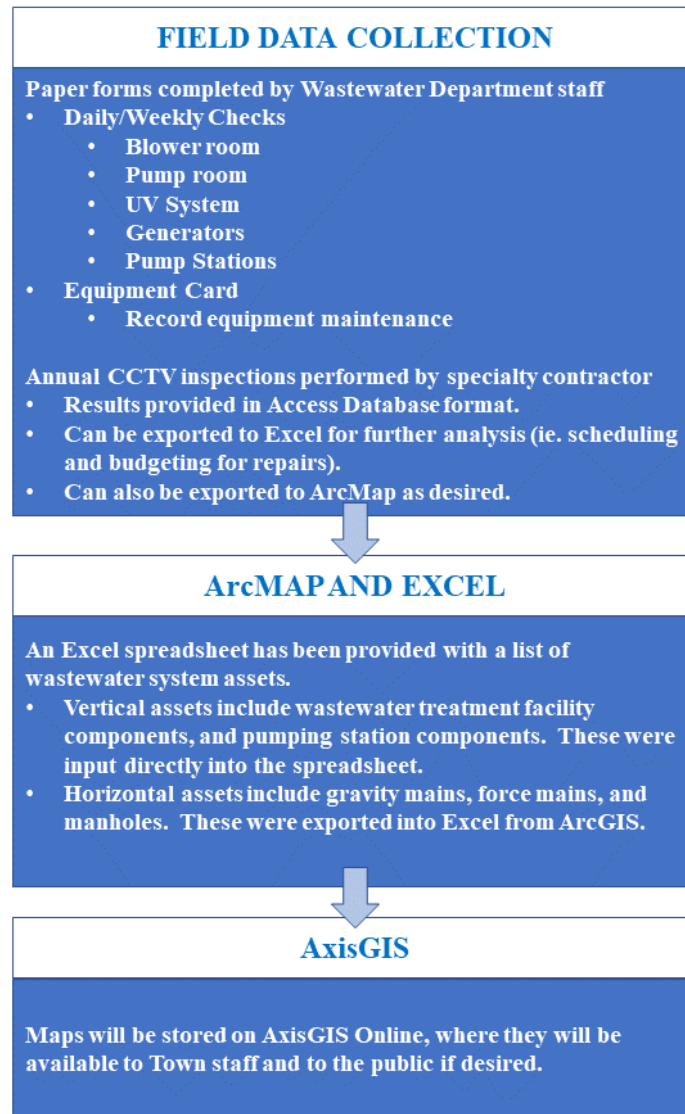 FIELD DATA COLLECTION
Paper forms completed by Wastewater Department staff
• Daily/Weekly Checks
• Blower room
• Pump room
• UV System
• Generators
• Pump Stations
• Equipment Card
• Record equipment maintenance
Annual CCTV inspections performed by specialty contractor
• Results provided in Access Database format.
• Can be exported to Excel for further analysis (ie. scheduling
and budgeting for repairs).
• Can also be exported to ArcMap as desired.
ArcMAP AND EXCEL
An Excel spreadsheet has been provided with a list of
wastewater system assets.
• Vertical assets include wastewater treatment facility
components, and pumping station components. These were
input directly into the spreadsheet.
• Horizontal assets include gravity mains, force mains, and
manholes. These were exported into Excel from ArcGIS.
AxisGIS
Maps will be stored on AxisGIS Online, where they will be
available to Town staff and to the public if desired.